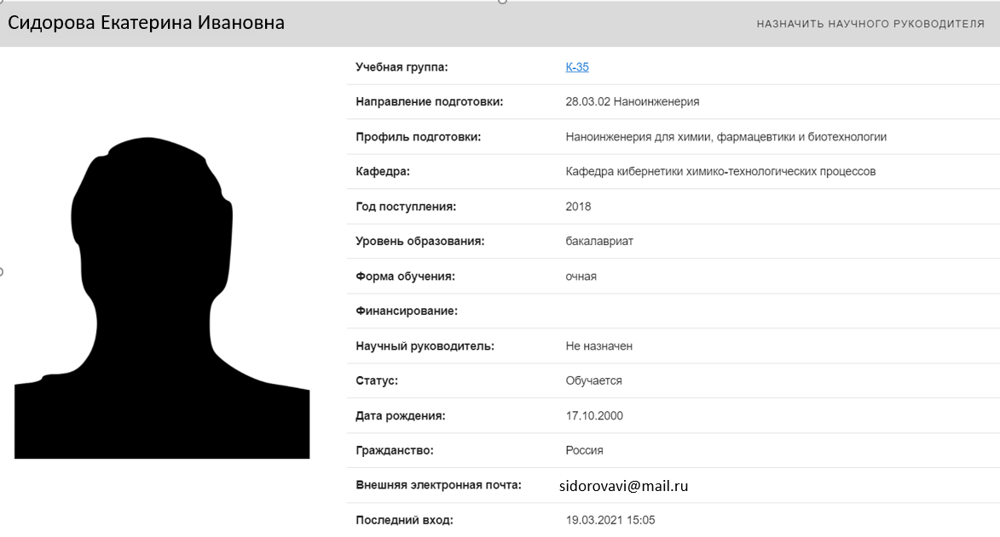 Сидорова Екатерина Ивановна
НАЗНАЧИТЬ НАУЧНОГО РУКОВОДИТЕЛЯ
Учебная группа: К-35
Направление подготовки: 28.03.02 Наноинженерия
Профиль подготовки: Наноинженерия для химии, фармацевтики и биотехнологии
Кафедра: Кафедра кибернетики химико-технологических процессов
Год поступления: 2018
Уровень образования: бакалавриат
Форма обучения: очная
Финансирование:
Научный руководитель: Не назначен
Статус: Обучается
Дата рождения: 17.10.2000
Гражданство: Россия
Внешняя электронная почта: sidorovavi@mail.ru
Последний вход: 19.03.2021 15:05